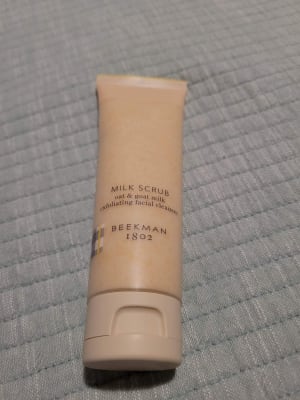 MILK SCRUB
oat & goat milk
exfoliating facial cleanser
BEEKMAN
1802